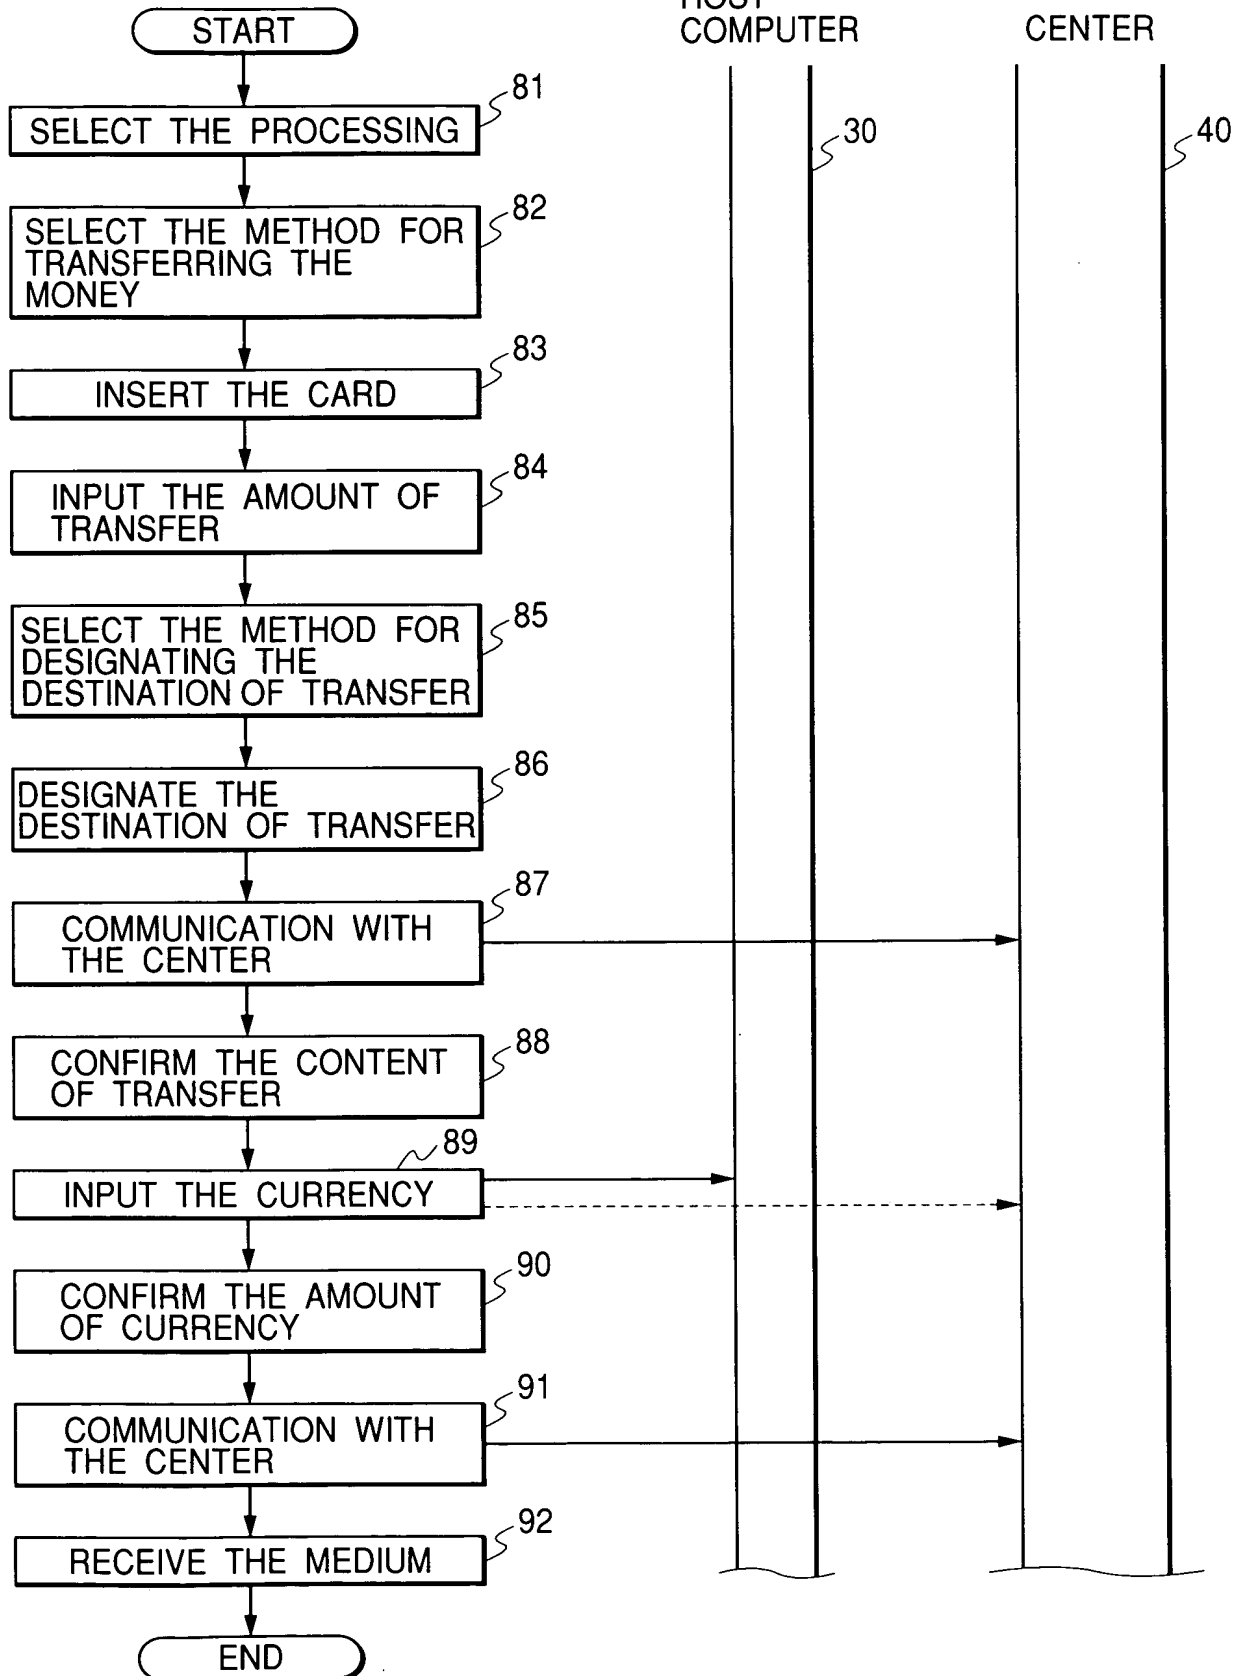 HOST
COMPUTER
CENTER
START
81
SELECT THE PROCESSING
30
40
82
SELECT THE METHOD FOR
TRANSFERRING THE
MONEY
83
INSERT THE CARD
84
INPUT THE AMOUNT OF
TRANSFER
85
SELECT THE METHOD FOR
DESIGNATING THE
DESTINATION OF TRANSFER
86
DESIGNATE THE
DESTINATION OF TRANSFER
87
COMMUNICATION WITH
THE CENTER
88
CONFIRM THE CONTENT
OF TRANSFER
89
INPUT THE CURRENCY
90
CONFIRM THE AMOUNT
OF CURRENCY
91
COMMUNICATION WITH
THE CENTER
92
RECEIVE THE MEDIUM
END